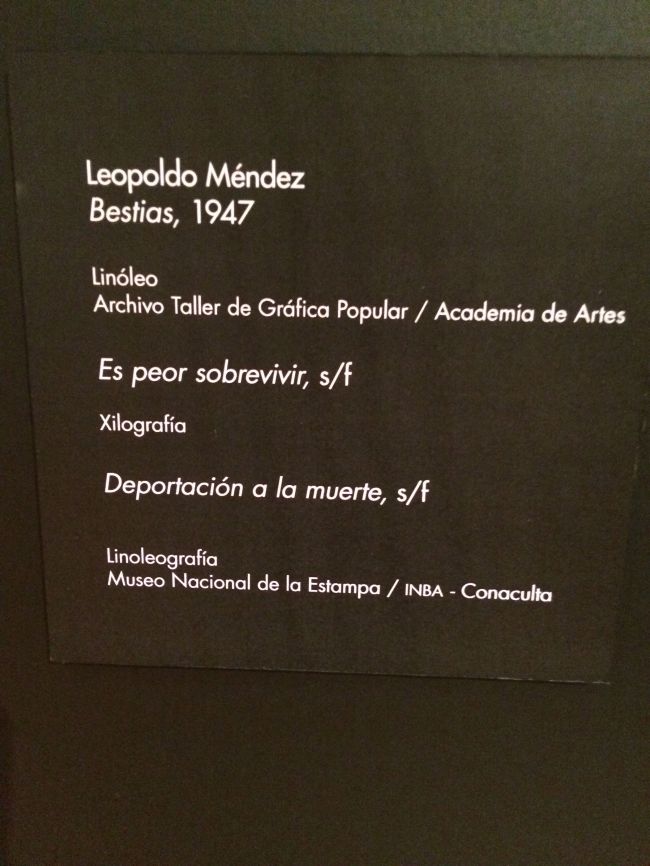 Leopoldo Méndez
Bestias, 1947
Linóleo
Archivo Taller de Gráfica Popular / Academia de Artes
Es peor sobrevivir, s/f
Xilografía
Deportación a la muerte, s/f
Linoleografía
Museo Nacional de la Estampa / INBA - Conaculta